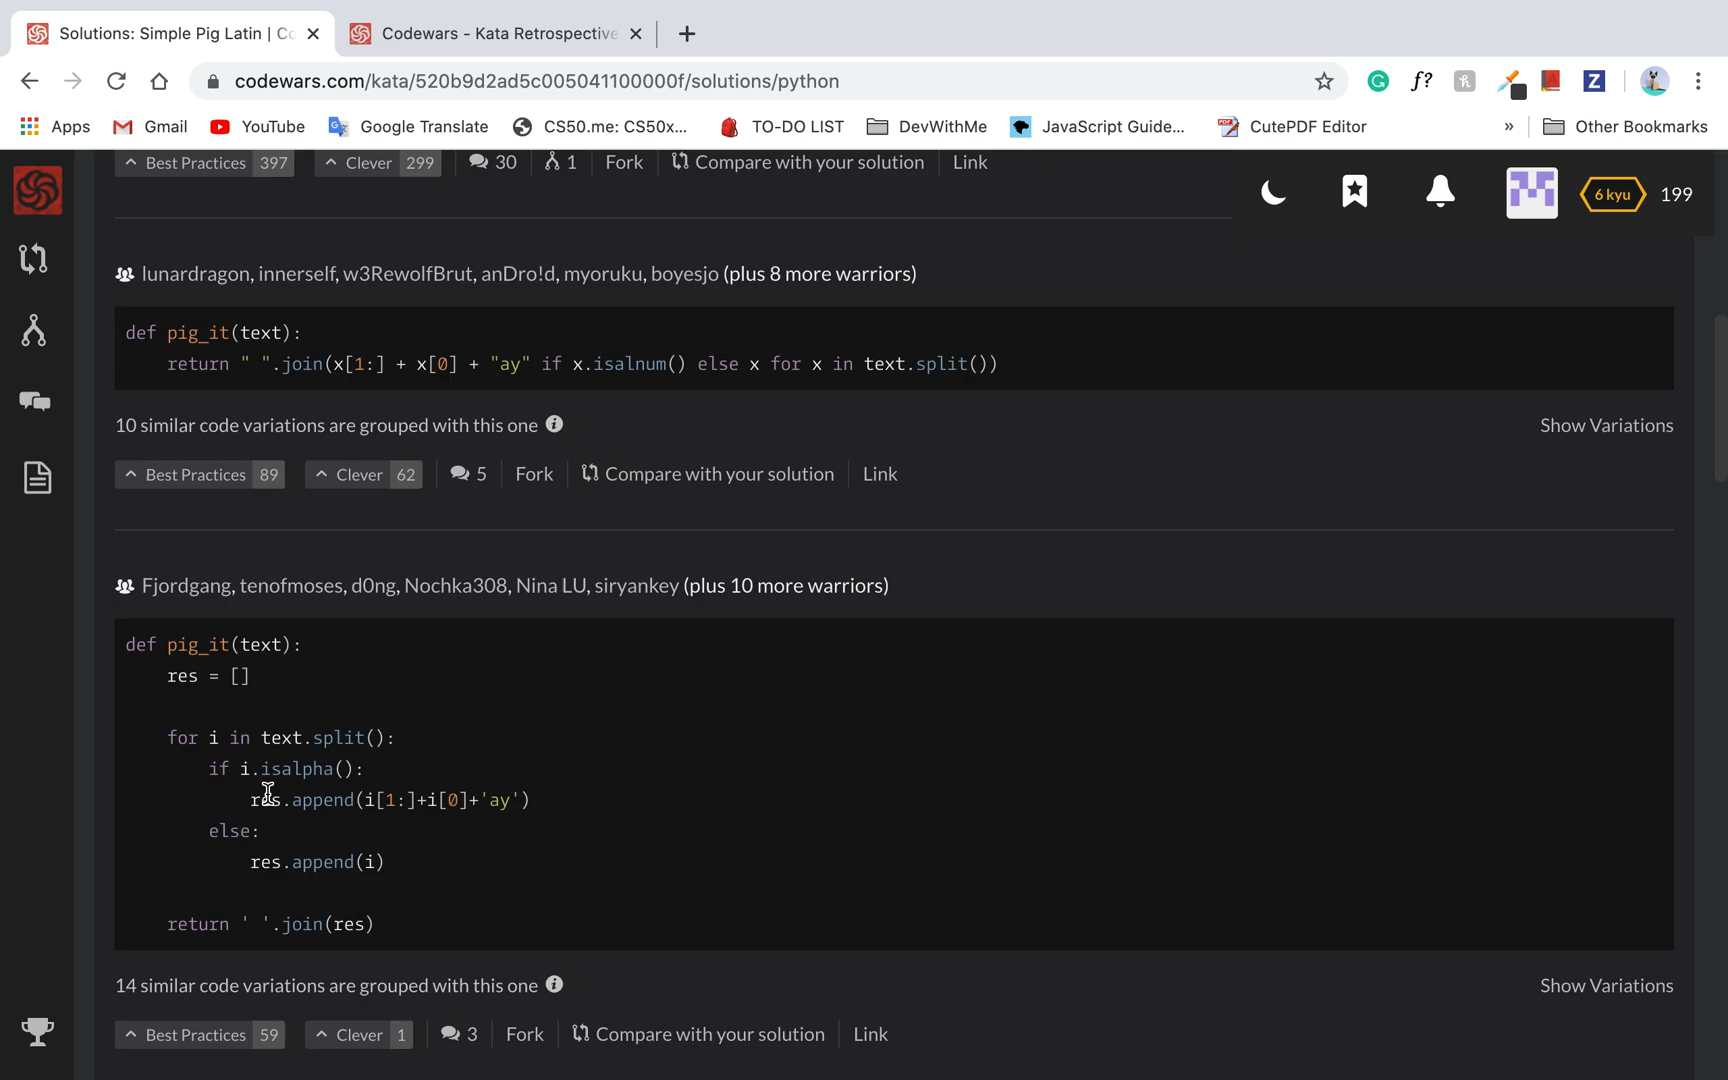 Solutions: Simple Pig Latin | Co
Codewars - Kata Retrospective
codewars.com/kata/520b9d2ad5c005041100000f/solutions/python
Apps Gmail YouTube Google Translate CS50.me: CS50x... TO-DO LIST DevWithMe JavaScript Guide... CutePDF Editor » Other Bookmarks
Best Practices 397 Clever 299 30 1 Fork Compare with your solution Link
6 kyu 199
lunardragon, innerself, w3RewolfBrut, anDro!d, myoruku, boyesjo (plus 8 more warriors)
def pig_it(text):
    return " ".join(x[1:] + x[0] + "ay" if x.isalnum() else x for x in text.split())
10 similar code variations are grouped with this one Show Variations
Best Practices 89 Clever 62 5 Fork Compare with your solution Link
Fjordgang, tenofmoses, d0ng, Nochka308, Nina LU, siryankey (plus 10 more warriors)
def pig_it(text):
    res = []
    for i in text.split():
        if i.isalpha():
            res.append(i[1:]+i[0]+'ay')
        else:
            res.append(i)
    return ' '.join(res)
14 similar code variations are grouped with this one Show Variations
Best Practices 59 Clever 1 3 Fork Compare with your solution Link